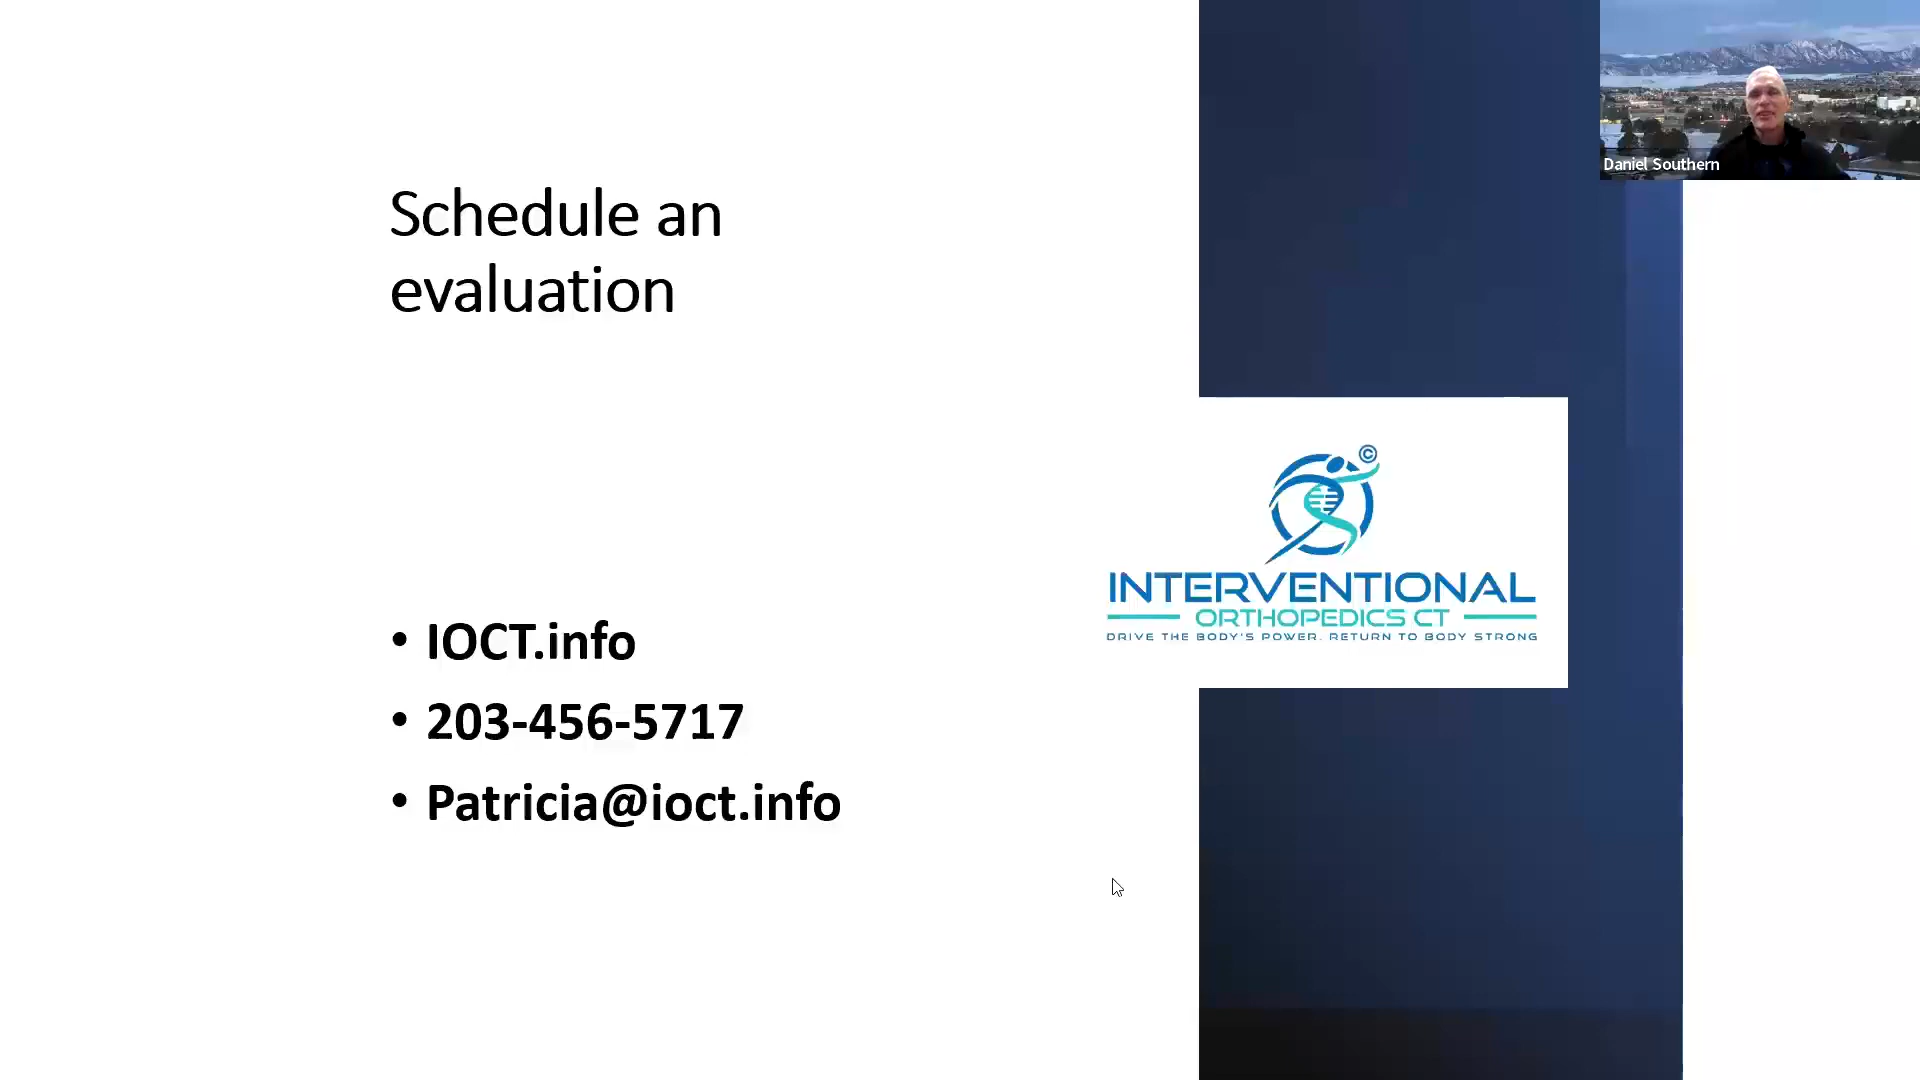 Schedule an
evaluation
• IOCT.info
• 203-456-5717
• Patricia@ioct.info
©
INTERVENTIONAL
ORTHOPEDICS CT
DRIVE THE BODY'S POWER. RETURN TO BODY STRONG
Daniel Southern